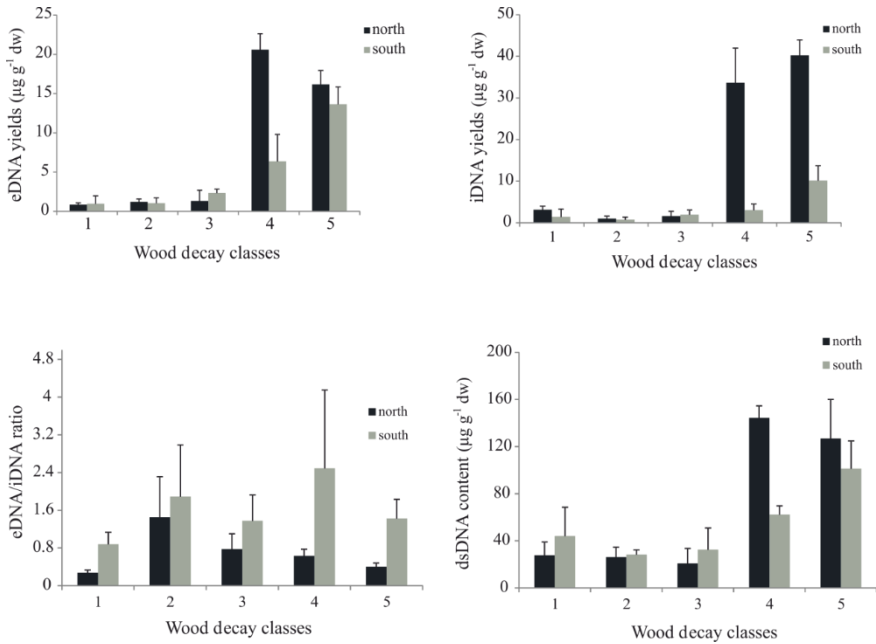 eDNA yields (µg g⁻¹ dw)
25
20
15
10
5
0
north
south
1 2 3 4 5
Wood decay classes
iDNA yields (µg g⁻¹ dw)
50
40
30
20
10
0
north
south
1 2 3 4 5
Wood decay classes
eDNA/iDNA ratio
4.8
4
3.2
2.4
1.6
0.8
0
north
south
1 2 3 4 5
Wood decay classes
dsDNA content (µg g⁻¹ dw)
200
160
120
80
40
0
north
south
1 2 3 4 5
Wood decay classes